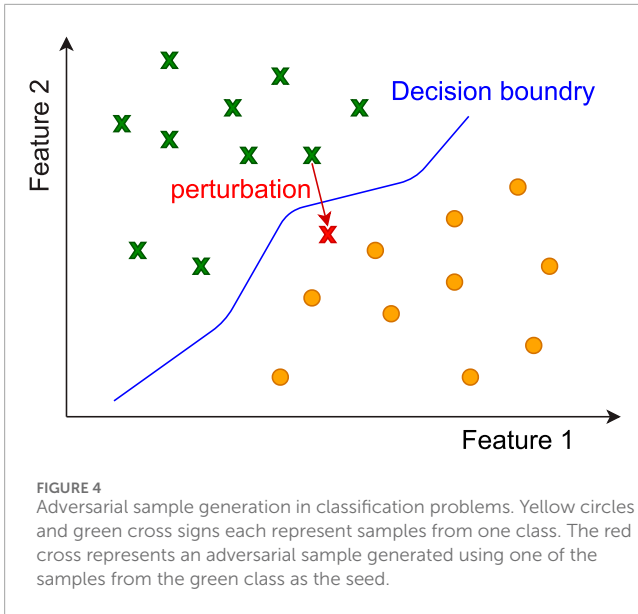 Feature 2
Decision boundry
perturbation
Feature 1
FIGURE 4
Adversarial sample generation in classification problems. Yellow circles
and green cross signs each represent samples from one class. The red
cross represents an adversarial sample generated using one of the
samples from the green class as the seed.